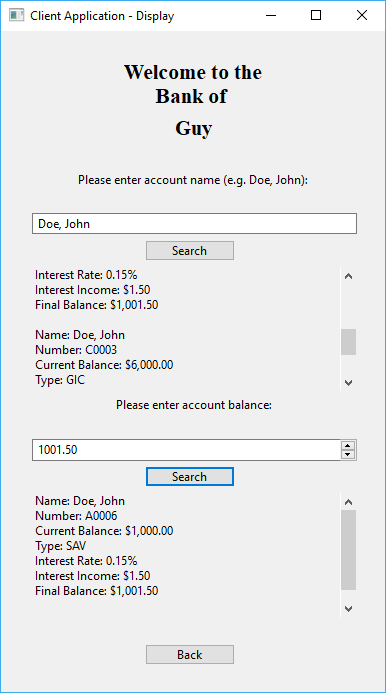 Client Application - Display
Welcome to the
Bank of
Guy
Please enter account name (e.g. Doe, John):
Doe, John
Search
Interest Rate: 0.15%
Interest Income: $1.50
Final Balance: $1,001.50
Name: Doe, John
Number: C0003
Current Balance: $6,000.00
Type: GIC
Please enter account balance:
1001.50
Search
Name: Doe, John
Number: A0006
Current Balance: $1,000.00
Type: SAV
Interest Rate: 0.15%
Interest Income: $1.50
Final Balance: $1,001.50
Back